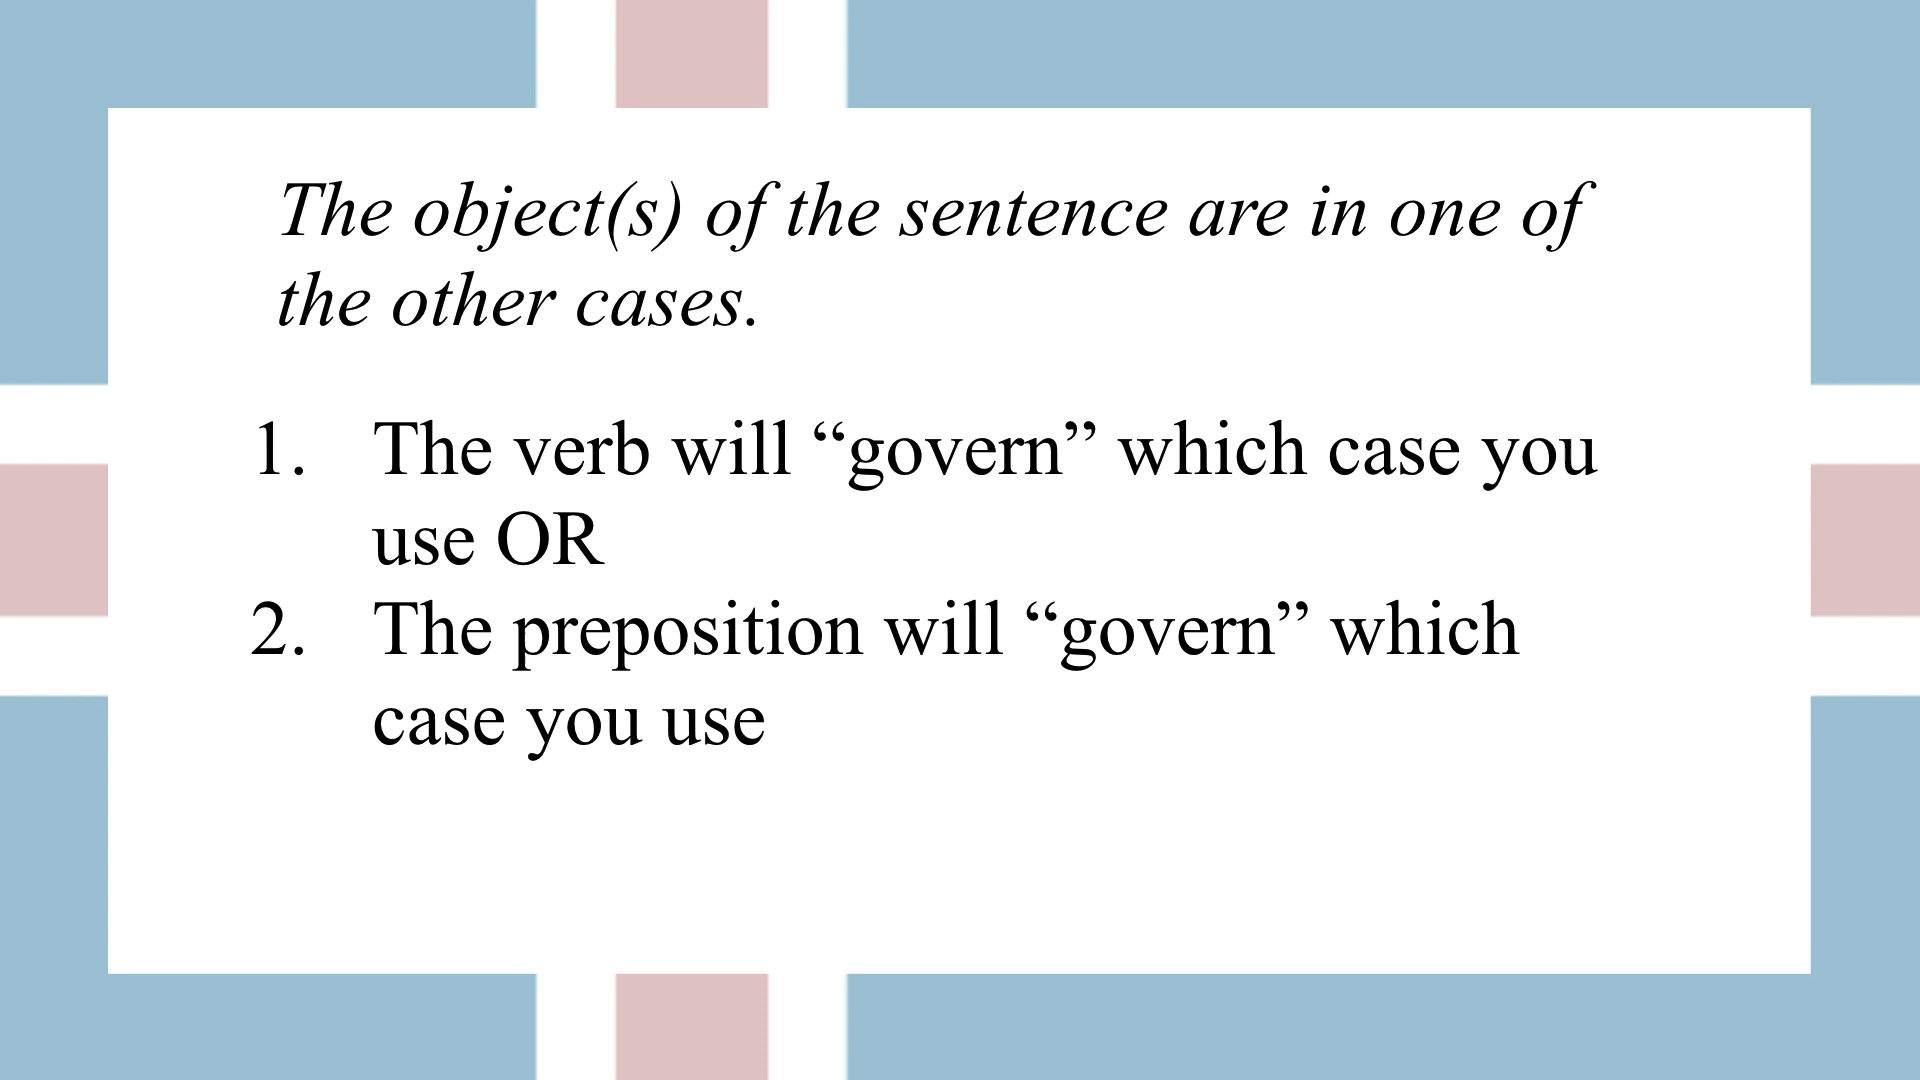 The object(s) of the sentence are in one of
the other cases.
1. The verb will “govern” which case you
use OR
2. The preposition will “govern” which
case you use